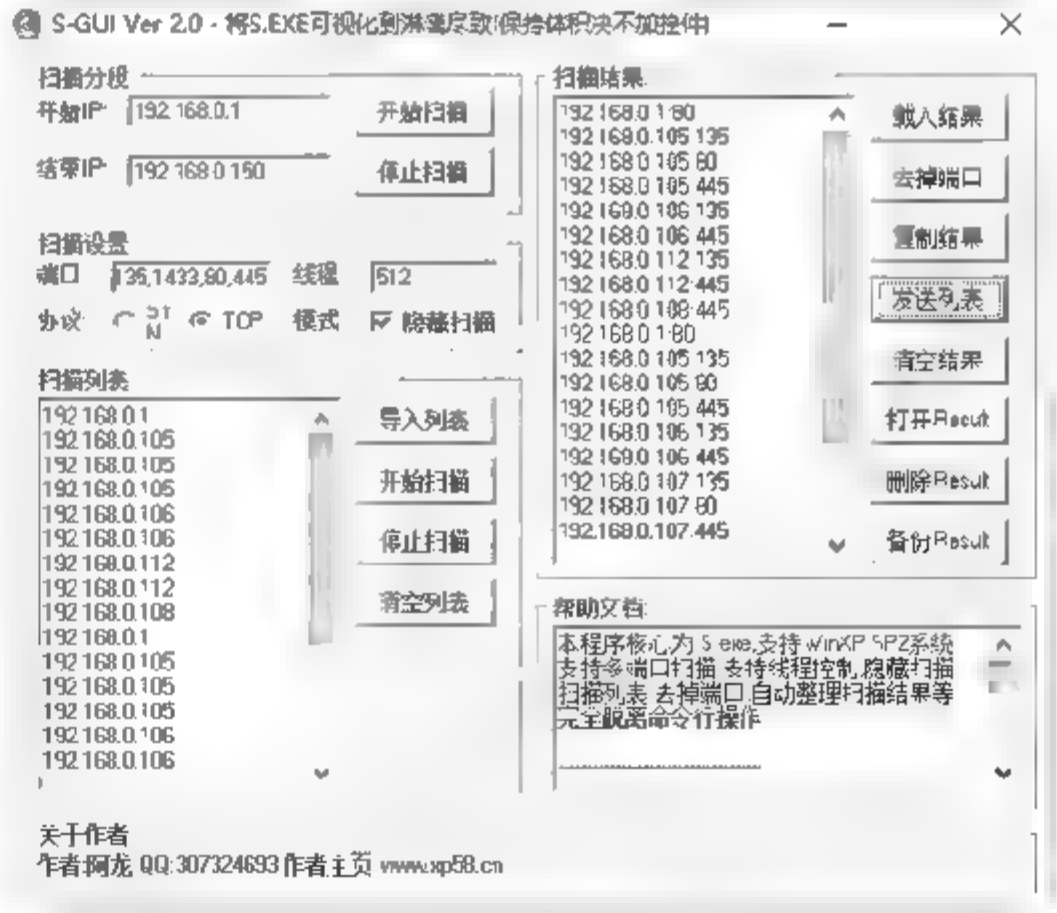 S-GUI Ver 2.0 - 将S.EXE可视化到淋漓尽致(保持体积决不加控件)
扫描分段
开始IP: 192.168.0.1 开始扫描
结束IP: 192.168.0.150 停止扫描
扫描设置
端口 135,1433,80,445 线程 512
协议 TCP 模式 隐藏扫描
扫描列表
192.168.0.1
192.168.0.105
192.168.0.105
192.168.0.105
192.168.0.106
192.168.0.106
192.168.0.112
192.168.0.112
192.168.0.108
192.168.0.1
192.168.0.105
192.168.0.105
192.168.0.105
192.168.0.106
192.168.0.106
导入列表
开始扫描
停止扫描
清空列表
扫描结果:
192.168.0.1:80
192.168.0.105:135
192.168.0.105:80
192.168.0.105:445
192.168.0.106:135
192.168.0.106:445
192.168.0.112:135
192.168.0.112:445
192.168.0.108:445
192.168.0.1:80
192.168.0.105:135
192.168.0.105:80
192.168.0.105:445
192.168.0.106:135
192.168.0.106:445
192.168.0.107:135
192.168.0.107:80
192.168.0.107:445
载入结果
去掉端口
复制结果
发送列表
清空结果
打开Result
删除Result
备份Result
帮助文档:
本程序核心为 S.exe,支持 WinXP SP2系统
支持多端口扫描,支持线程控制,隐藏扫描
扫描列表,去掉端口,自动整理扫描结果等
完全脱离命令行操作
关于作者
作者:阿龙 QQ:307324693 作者主页 www.xp58.cn